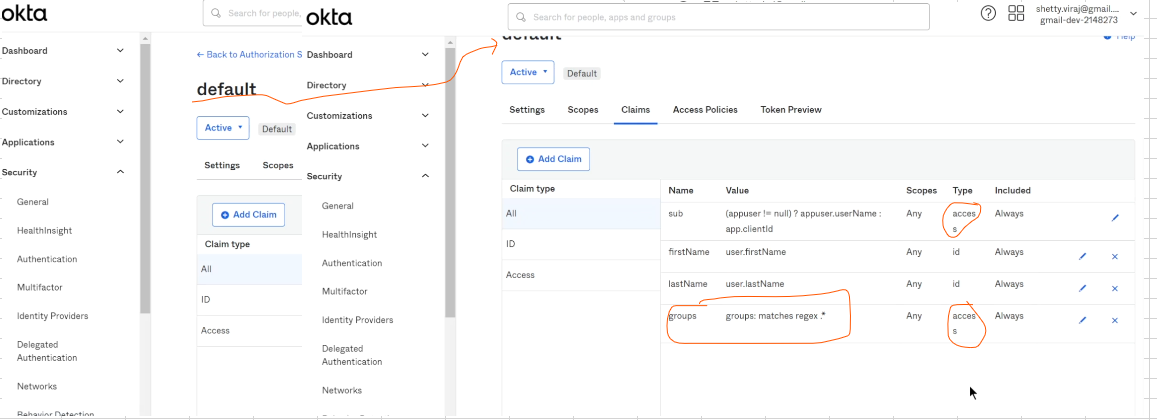 okta
Search for people,
Dashboard
Directory
Customizations
Applications
Security
General
HealthInsight
Authentication
Multifactor
Identity Providers
Delegated
Authentication
Networks
Behavior Detection
← Back to Authorization S
default
Active
Default
Settings Scopes
Add Claim
Claim type
All
ID
Access
okta
Search for people, apps and groups
shetty.viraj@gmail....
gmail-dev-2148273
Dashboard
Directory
Customizations
Applications
Security
General
HealthInsight
Authentication
Multifactor
Identity Providers
Delegated
Authentication
Networks
default
Help
Active
Default
Settings Scopes Claims Access Policies Token Preview
Add Claim
Claim type
All
ID
Access
Name Value Scopes Type Included
sub (appuser != null) ? appuser.userName : app.clientId Any access Always
firstName user.firstName Any id Always
lastName user.lastName Any id Always
groups groups: matches regex .* Any access Always